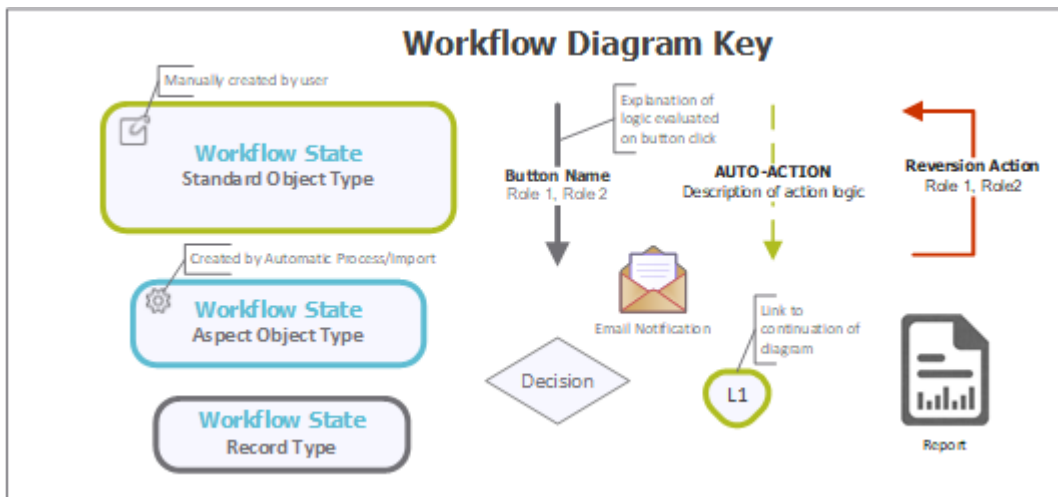 Workflow Diagram Key
Manually created by user
Workflow State
Standard Object Type
Created by Automatic Process/Import
Workflow State
Aspect Object Type
Workflow State
Record Type
Explanation of
logic evaluated
on button click
Button Name
Role 1, Role 2
AUTO-ACTION
Description of action logic
Reversion Action
Role 1, Role2
Email Notification
Decision
Link to
continuation of
diagram
L1
Report